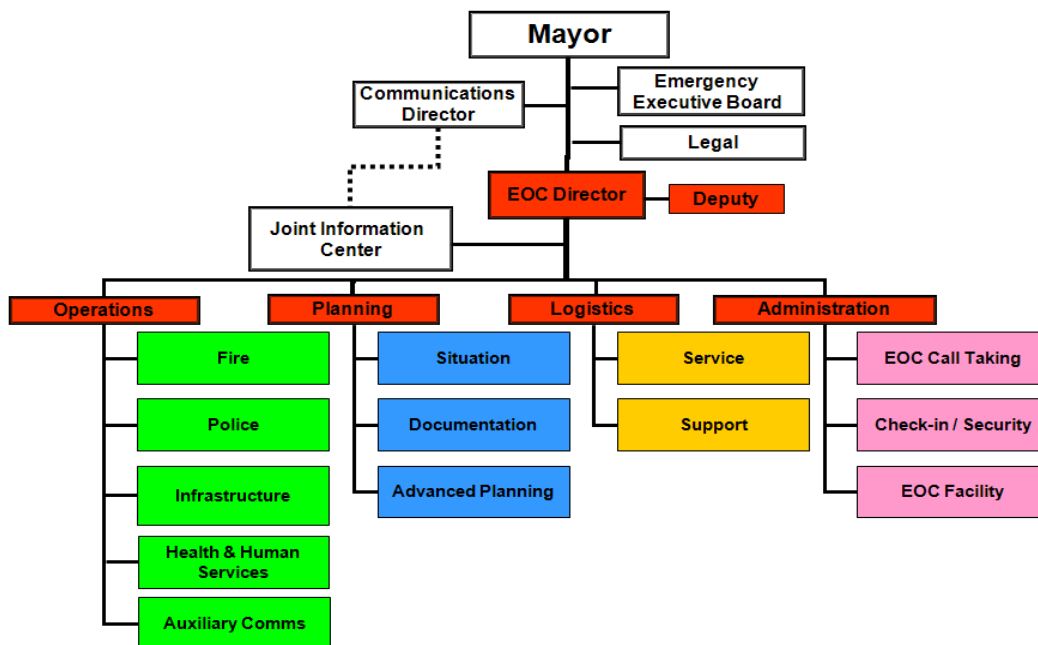 Mayor
Communications
Director
Emergency
Executive Board
Legal
EOC Director
Deputy
Joint Information
Center
Operations
Planning
Logistics
Administration
Fire
Situation
Service
EOC Call Taking
Police
Documentation
Support
Check-in / Security
Infrastructure
Advanced Planning
EOC Facility
Health & Human
Services
Auxiliary Comms